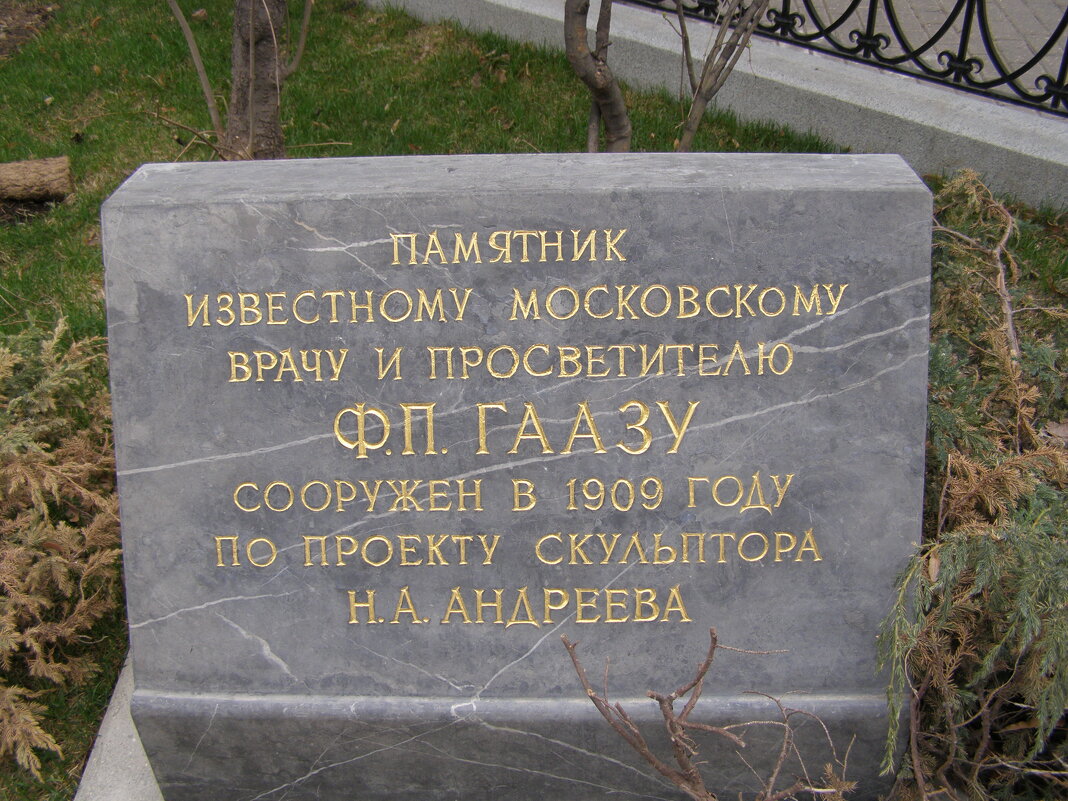 ПАМЯТНИК
ИЗВЕСТНОМУ МОСКОВСКОМУ
ВРАЧУ И ПРОСВЕТИТЕЛЮ
Ф.П. ГААЗУ
СООРУЖЕН В 1909 ГОДУ
ПО ПРОЕКТУ СКУЛЬПТОРА
Н.А. АНДРЕЕВА